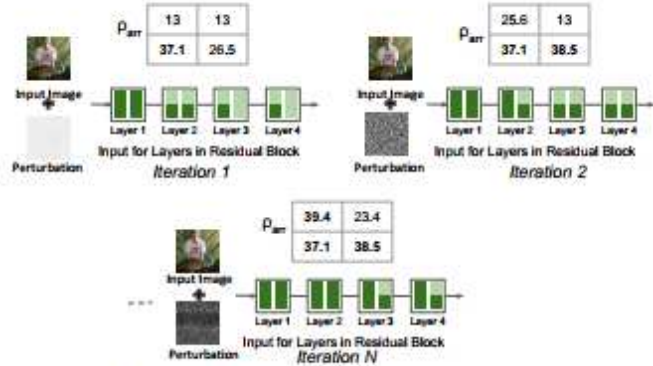 ρarr
13 13
37.1 26.5
Input Image
+
Perturbation
Layer 1 Layer 2 Layer 3 Layer 4
Input for Layers in Residual Block
Iteration 1
ρarr
25.6 13
37.1 38.5
Input Image
+
Perturbation
Layer 1 Layer 2 Layer 3 Layer 4
Input for Layers in Residual Block
Iteration 2
ρarr
39.4 23.4
37.1 38.5
Input Image
+
Perturbation
Layer 1 Layer 2 Layer 3 Layer 4
Input for Layers in Residual Block
Iteration N